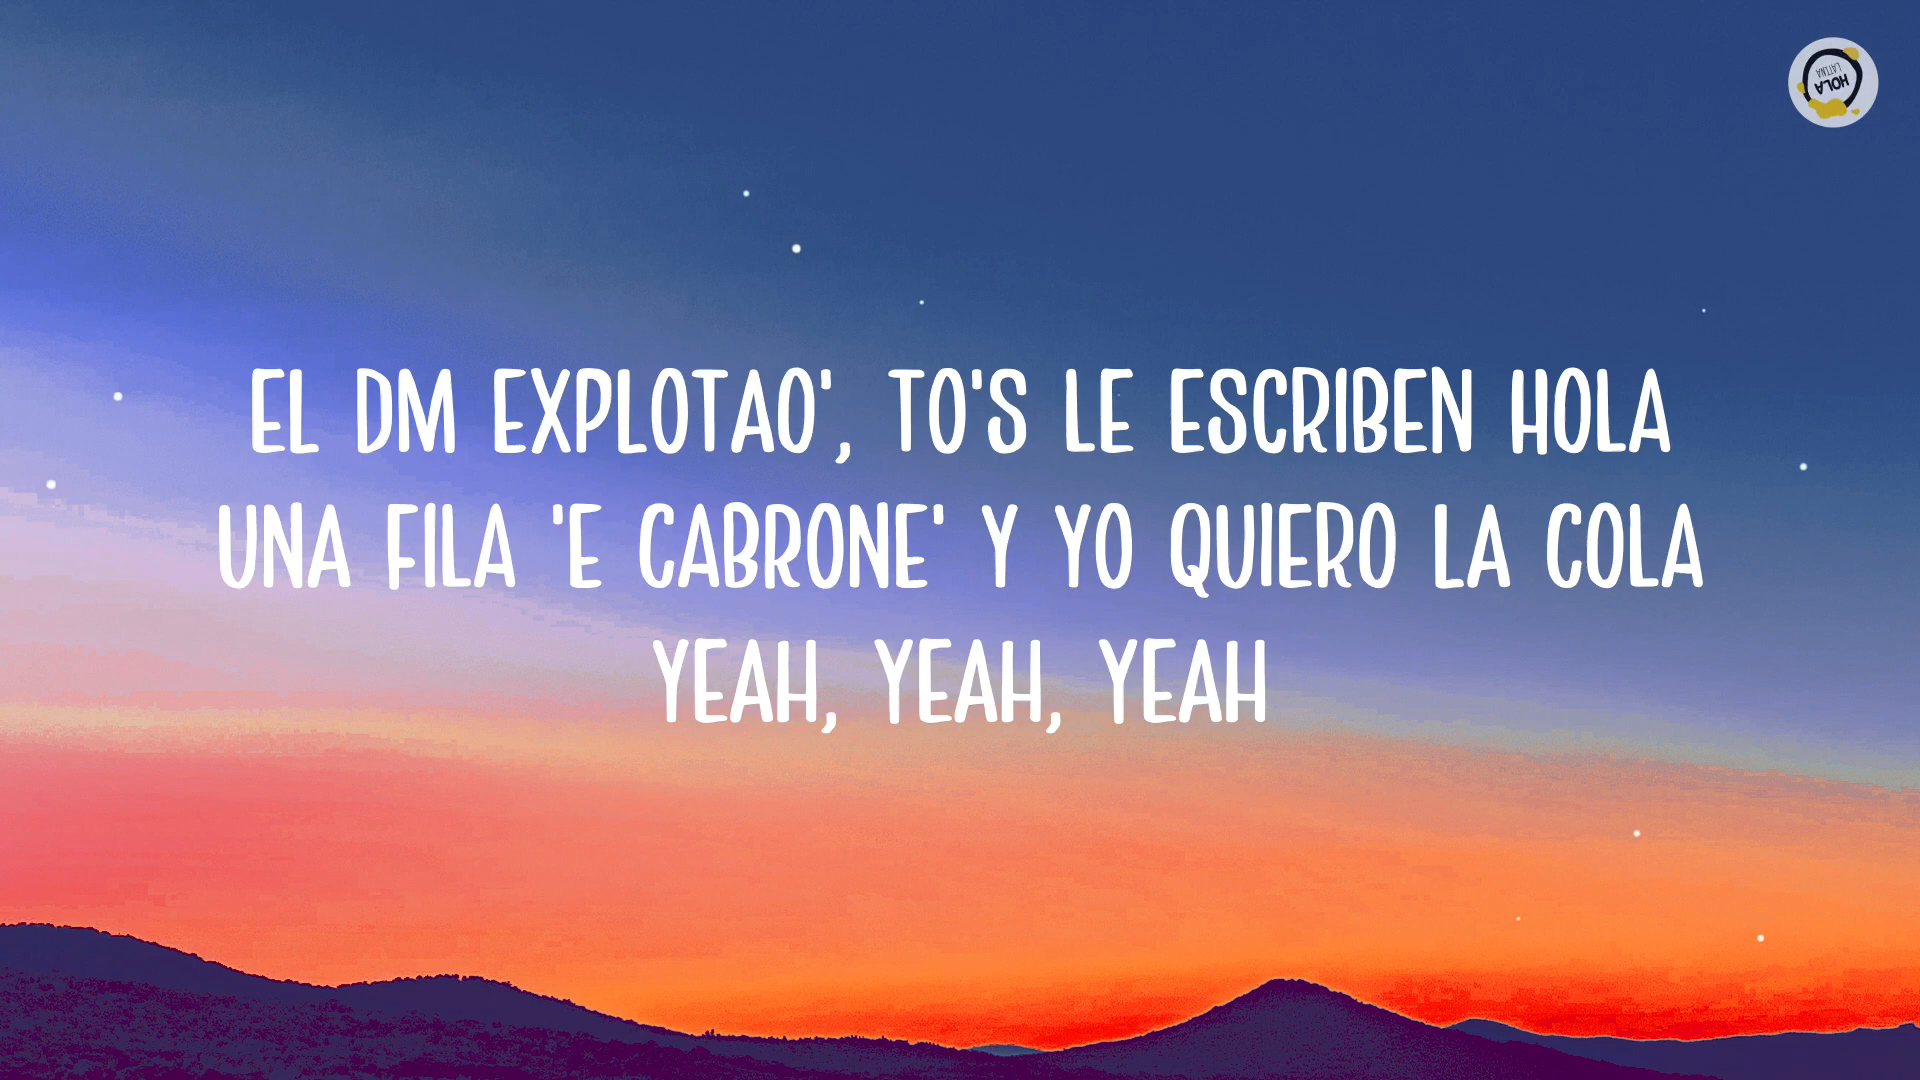 HOLA
LATINA
EL DM EXPLOTAO', TO'S LE ESCRIBEN HOLA
UNA FILA 'E CABRONE' Y YO QUIERO LA COLA
YEAH, YEAH, YEAH